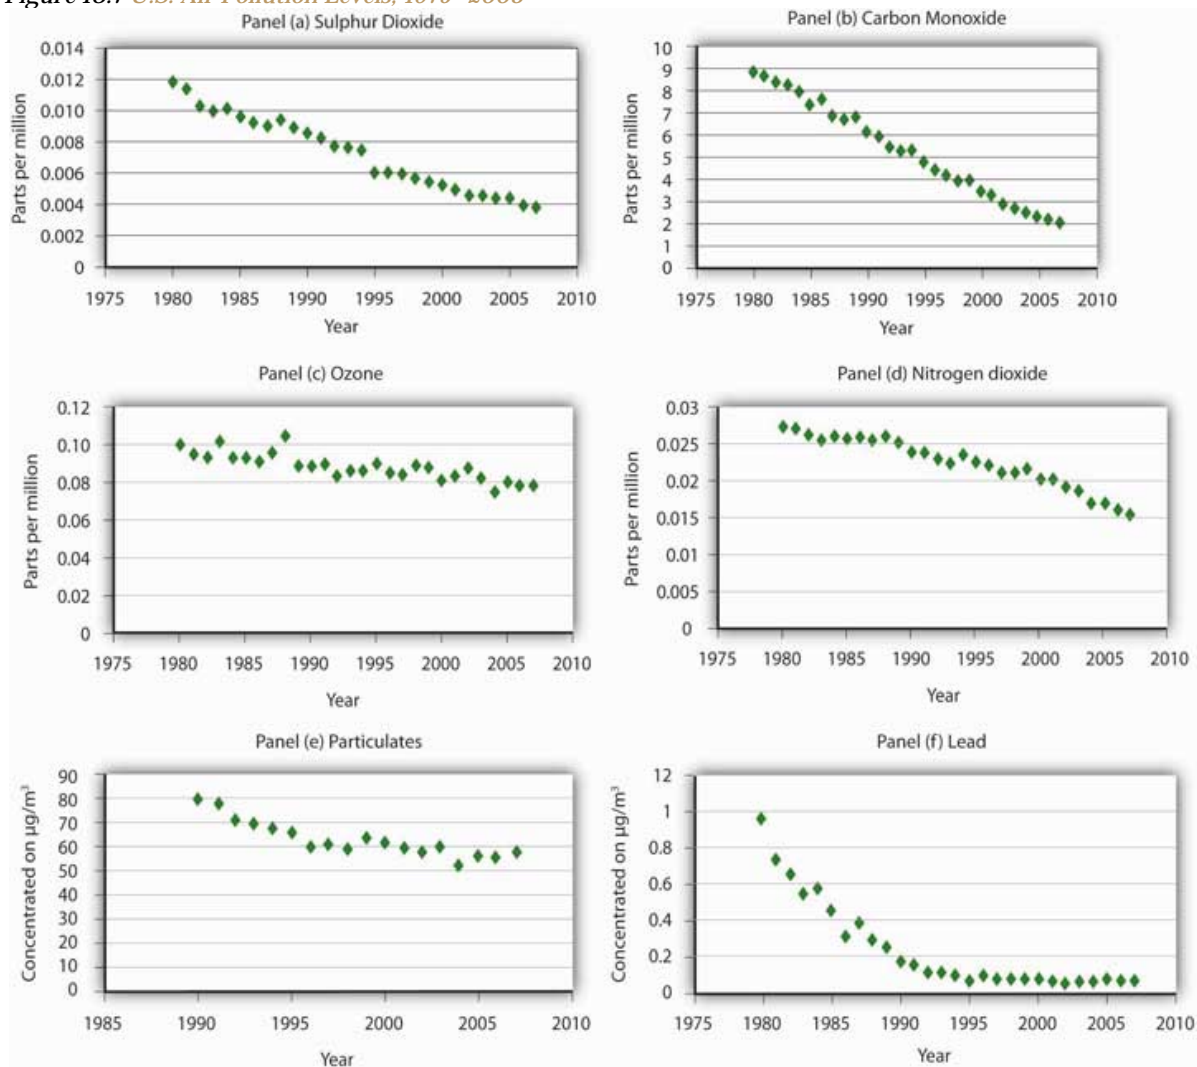 Panel (a) Sulphur Dioxide
0.014
0.012
0.010
0.008
0.006
0.004
0.002
0
Parts per million
1975 1980 1985 1990 1995 2000 2005 2010
Year
Panel (b) Carbon Monoxide
10
9
8
7
6
5
4
3
2
1
0
Parts per million
1975 1980 1985 1990 1995 2000 2005 2010
Year
Panel (c) Ozone
0.12
0.10
0.08
0.06
0.04
0.02
0
Parts per million
1975 1980 1985 1990 1995 2000 2005 2010
Year
Panel (d) Nitrogen dioxide
0.03
0.025
0.02
0.015
0.01
0.005
0
Parts per million
1975 1980 1985 1990 1995 2000 2005 2010
Year
Panel (e) Particulates
90
80
70
60
50
40
30
20
10
0
Concentrated on µg/m³
1985 1990 1995 2000 2005 2010
Year
Panel (f) Lead
12
1
0.8
0.6
0.4
0.2
0
Concentrated on µg/m³
1975 1980 1985 1990 1995 2000 2005 2010
Year